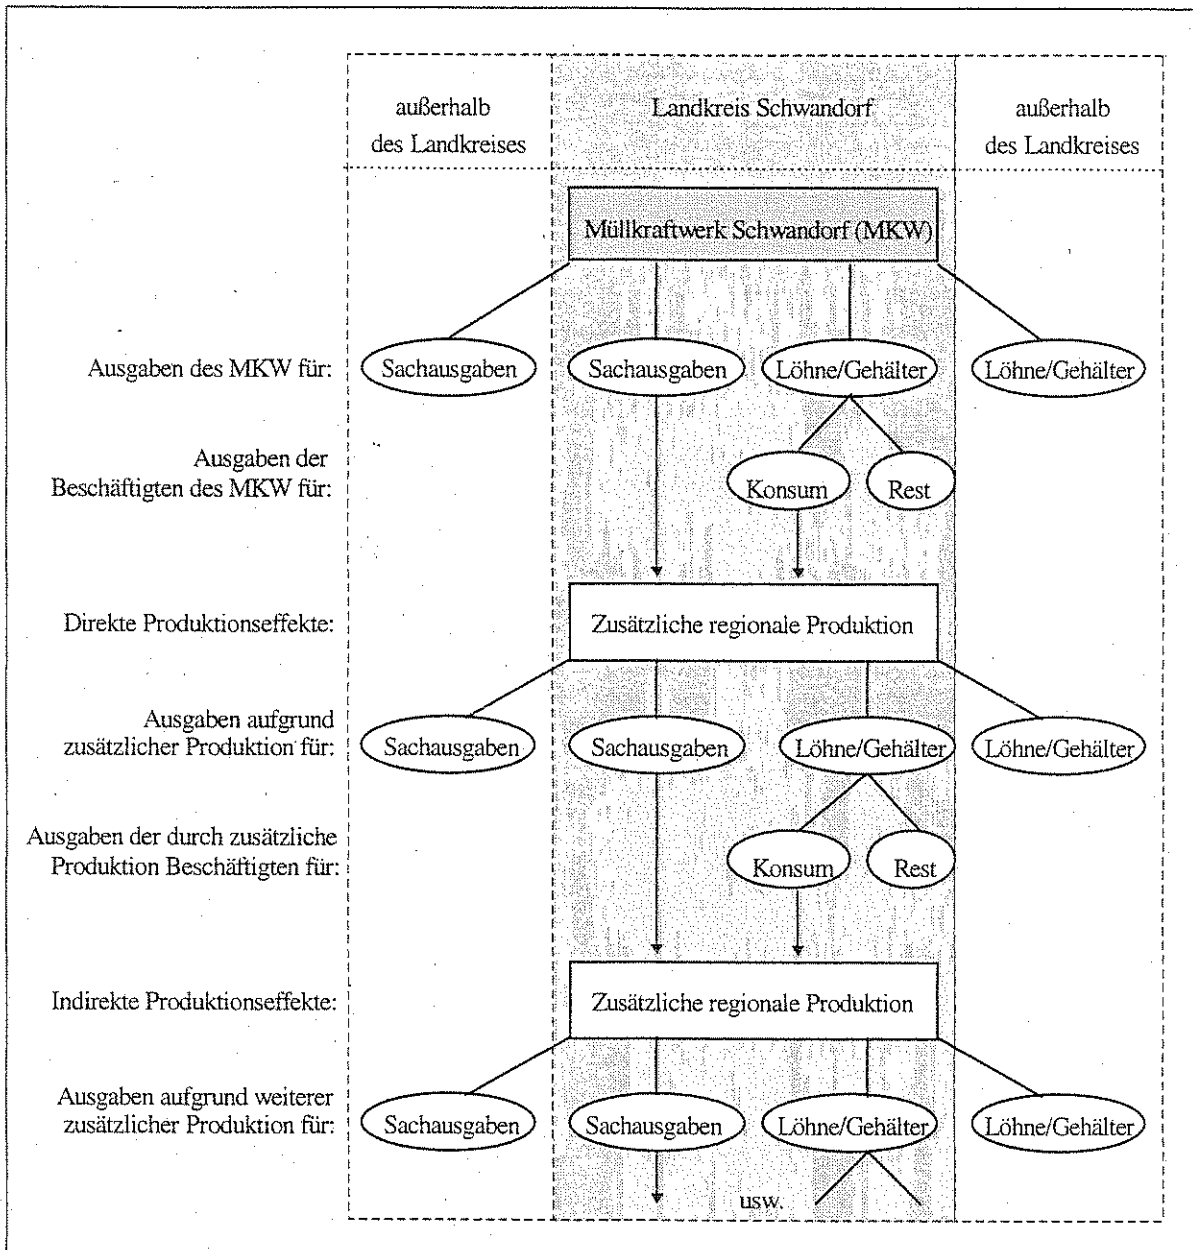 außerhalb
des Landkreises
Landkreis Schwandorf
außerhalb
des Landkreises
Müllkraftwerk Schwandorf (MKW)
Ausgaben des MKW für:
Sachausgaben
Sachausgaben
Löhne/Gehälter
Löhne/Gehälter
Ausgaben der
Beschäftigten des MKW für:
Konsum
Rest
Direkte Produktionseffekte:
Zusätzliche regionale Produktion
Ausgaben aufgrund
zusätzlicher Produktion für:
Sachausgaben
Sachausgaben
Löhne/Gehälter
Löhne/Gehälter
Ausgaben der durch zusätzliche
Produktion Beschäftigten für:
Konsum
Rest
Indirekte Produktionseffekte:
Zusätzliche regionale Produktion
Ausgaben aufgrund weiterer
zusätzlicher Produktion für:
Sachausgaben
Sachausgaben
Löhne/Gehälter
Löhne/Gehälter
usw.